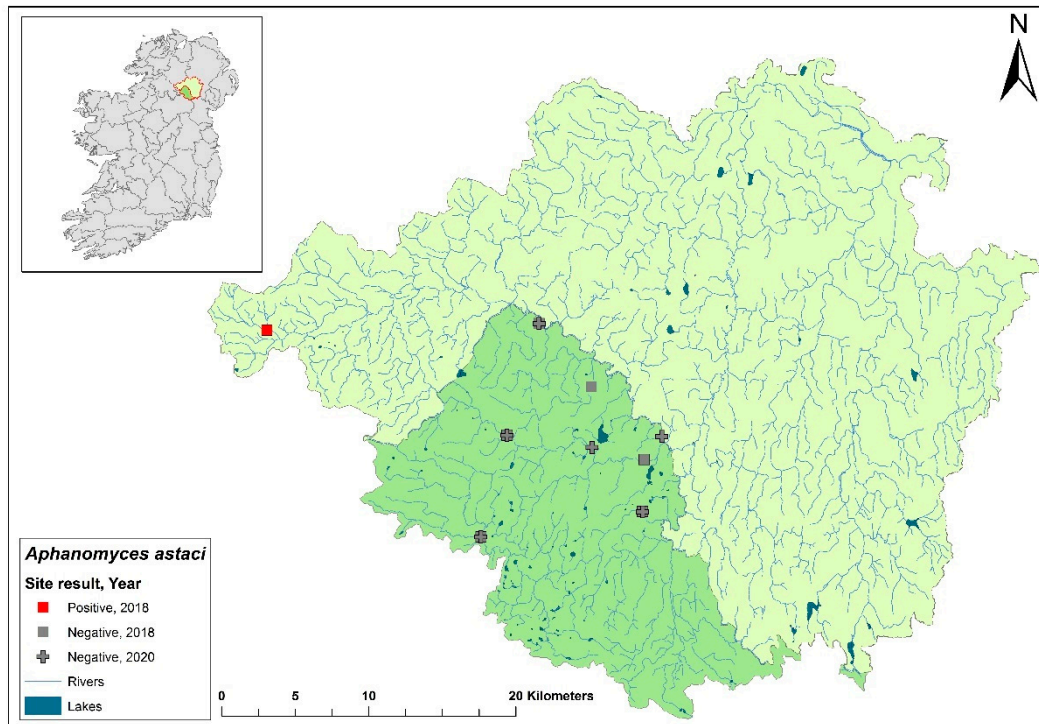 N
Aphanomyces astaci
Site result, Year
Positive, 2018
Negative, 2018
Negative, 2020
Rivers
Lakes
0 5 10 20 Kilometers